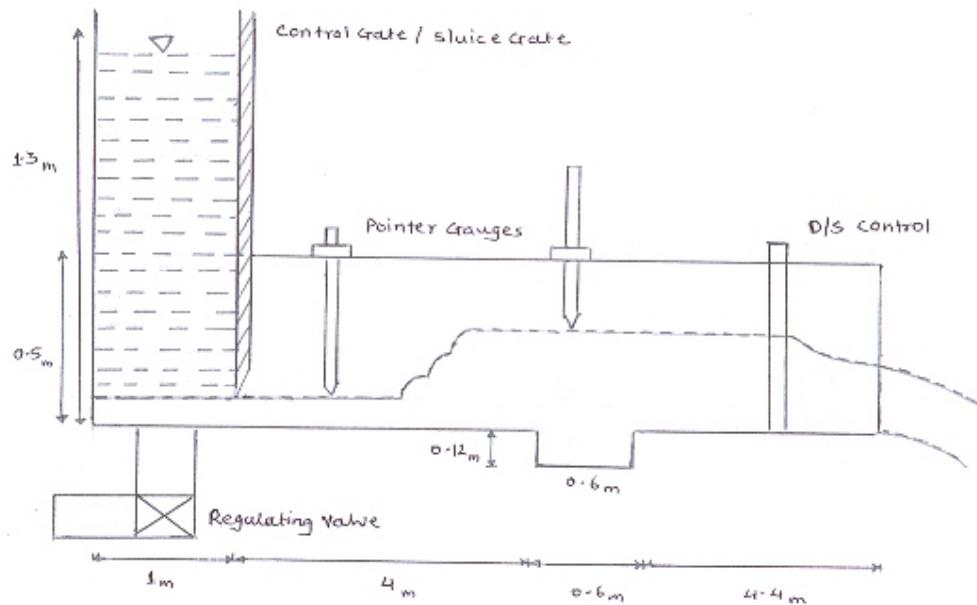 Control Gate / Sluice Gate
1.3 m
Pointer Gauges
D/S Control
0.5 m
0.12 m
0.6 m
Regulating valve
1 m
4 m
0.6 m
4.4 m